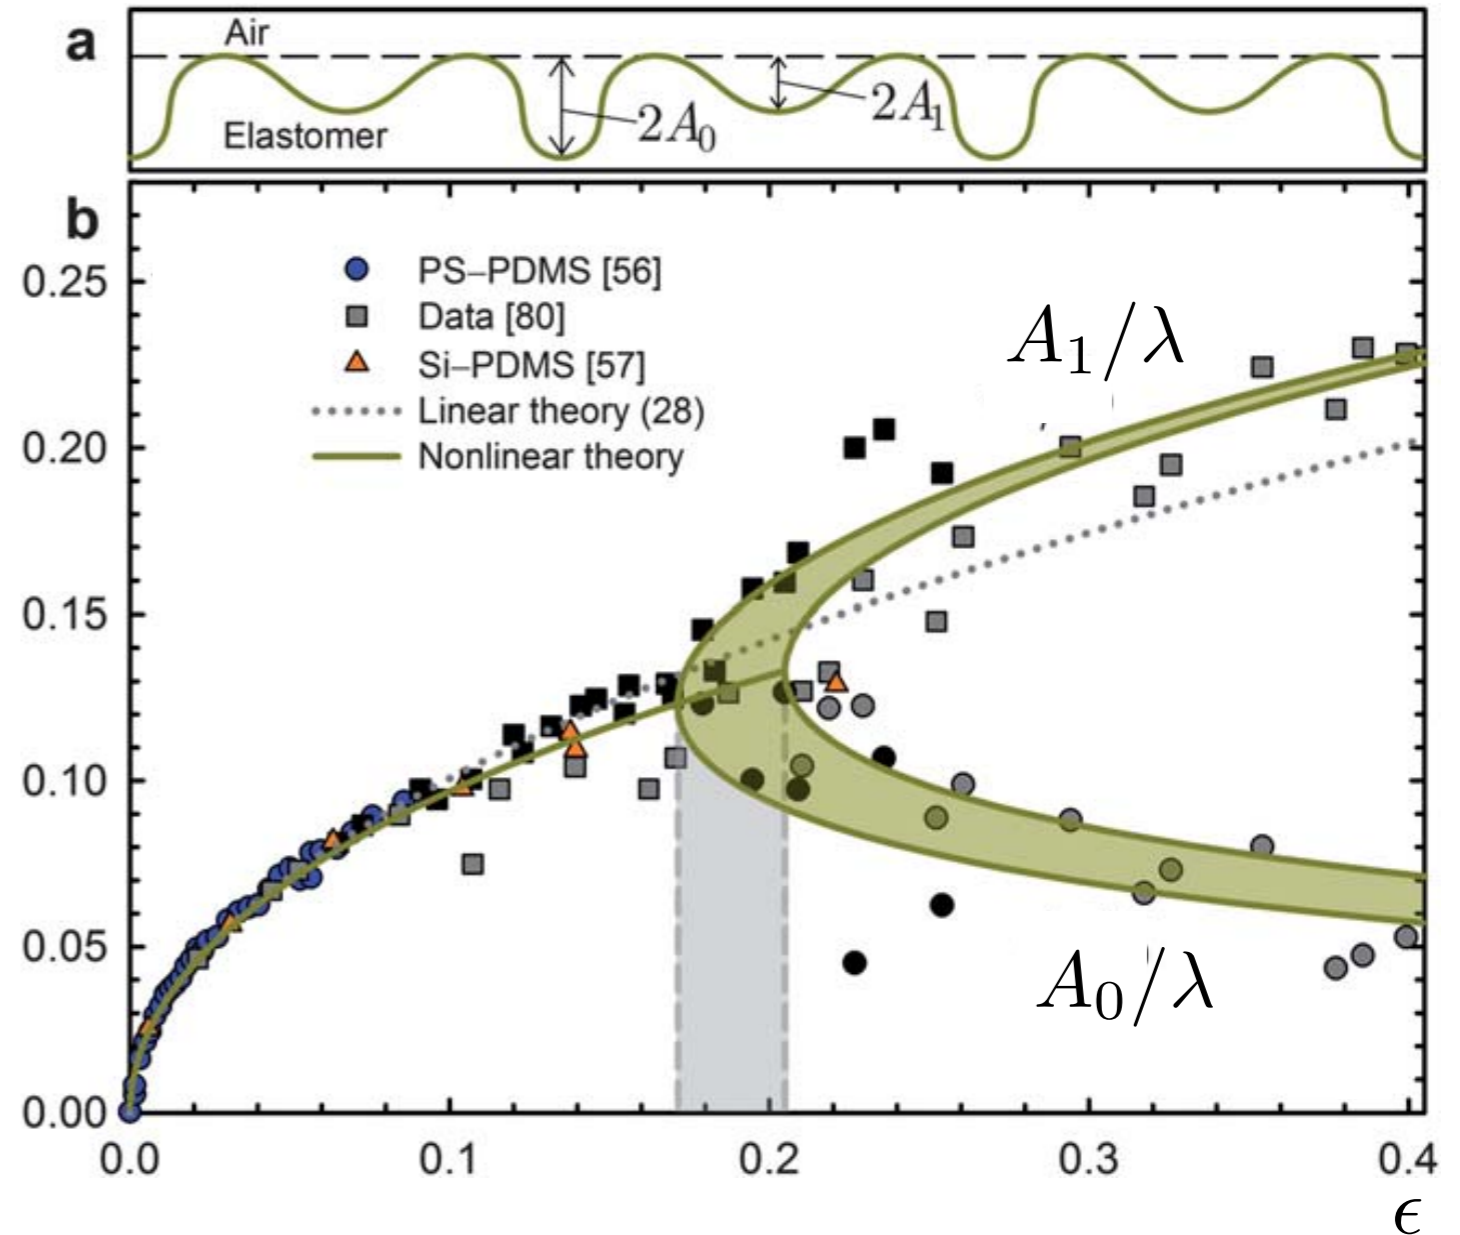 a
Air
Elastomer
2A₀
2A₁
b
0.25
0.20
0.15
0.10
0.05
0.00
PS–PDMS [56]
Data [80]
Si–PDMS [57]
Linear theory (28)
Nonlinear theory
A₁/λ
A₀/λ
0.0 0.1 0.2 0.3 0.4
ϵ